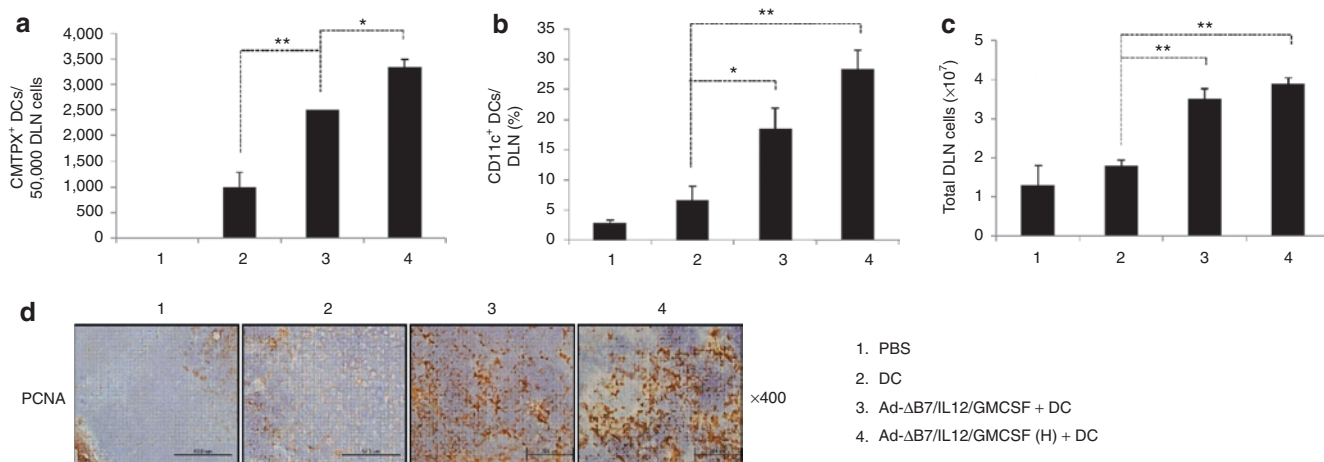 a
CMTPX⁺ DCs/
50,000 DLN cells
4,000
3,500
3,000
2,500
2,000
1,500
1,000
500
0
**
*
1 2 3 4
b
CD11c⁺ DCs/
DLN (%)
35
30
25
20
15
10
5
0
**
*
1 2 3 4
c
Total DLN cells (×10⁷)
5
4
3
2
1
0
**
**
1 2 3 4
d
1 2 3 4
PCNA
×400
1. PBS
2. DC
3. Ad-ΔB7/IL12/GMCSF + DC
4. Ad-ΔB7/IL12/GMCSF (H) + DC